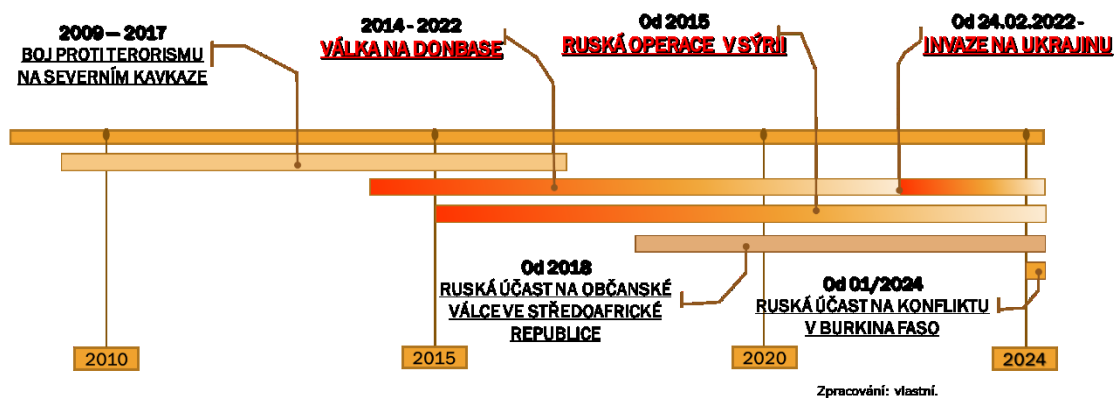 2009 – 2017
BOJ PROTI TERORISMU
NA SEVERNÍM KAVKAZE
2014 - 2022
VÁLKA NA DONBASE
Od 2015
RUSKÁ OPERACE V SÝRII
Od 24.02.2022-
INVAZE NA UKRAJINU
Od 2018
RUSKÁ ÚČAST NA OBČANSKÉ
VÁLCE VE STŘEDOAFRICKÉ
REPUBLICE
Od 01/2024
RUSKÁ ÚČAST NA KONFLIKTU
V BURKINA FASO
2010
2015
2020
2024
Zpracování: vlastní.